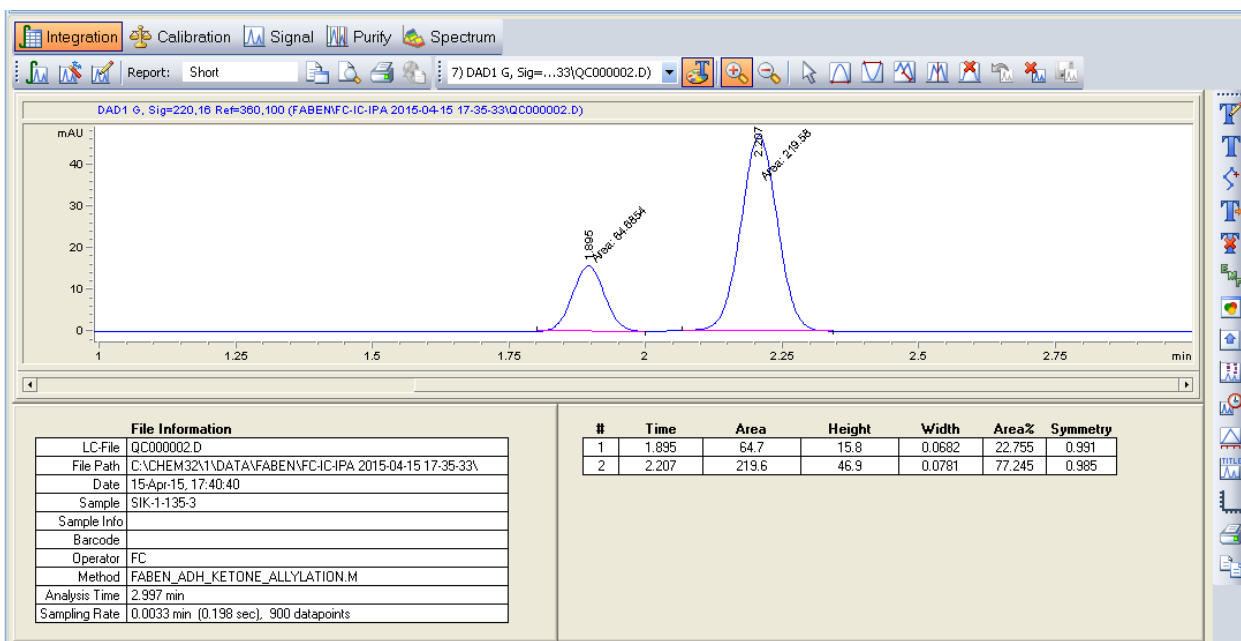 Integration Calibration Signal Purify Spectrum
Report: Short 7) DAD1 G, Sig=...33\QC000002.D)
DAD1 G, Sig=220,16 Ref=360,100 (FABEN\FC-IC-IPA 2015-04-15 17-35-33\QC000002.D)
mAU
40
30
20
10
0
1.895
Area: 64.6854
2.207
Area: 219.58
1 1.25 1.5 1.75 2 2.25 2.5 2.75 min
File Information
LC-File QC000002.D
File Path C:\CHEM32\1\DATA\FABEN\FC-IC-IPA 2015-04-15 17-35-33\
Date 15-Apr-15, 17:40:40
Sample SIK-1-135-3
Sample Info
Barcode
Operator FC
Method FABEN_ADH_KETONE_ALLYLATION.M
Analysis Time 2.997 min
Sampling Rate 0.0033 min (0.198 sec), 900 datapoints
# Time Area Height Width Area% Symmetry
1 1.895 64.7 15.8 0.0682 22.755 0.991
2 2.207 219.6 46.9 0.0781 77.245 0.985
TITLE